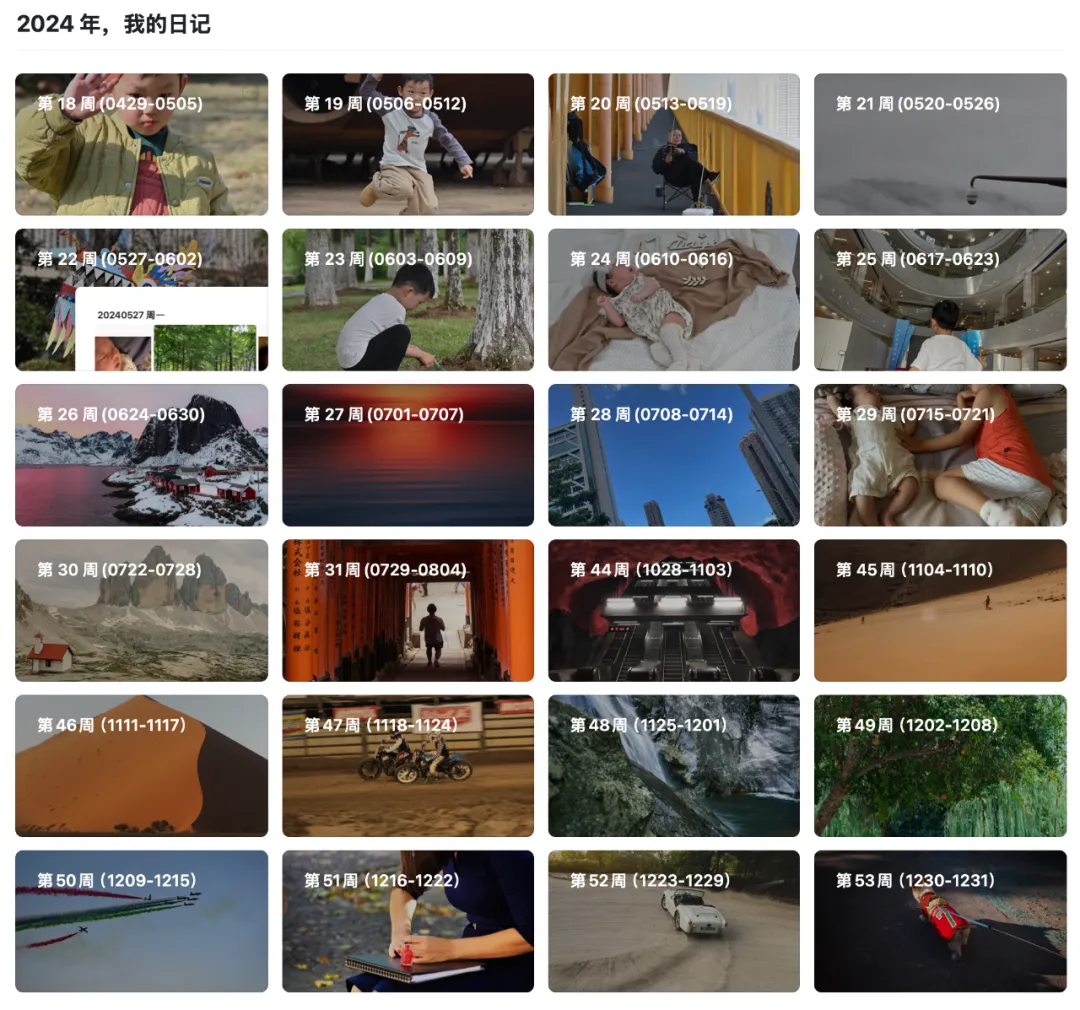 2024 年，我的日记
第 18 周 (0429-0505)
第 19 周 (0506-0512)
第 20 周 (0513-0519)
第 21 周 (0520-0526)
第 22 周 (0527-0602)
20240527 周一
第 23 周 (0603-0609)
第 24 周 (0610-0616)
第 25 周 (0617-0623)
第 26 周 (0624-0630)
第 27 周 (0701-0707)
第 28 周 (0708-0714)
第 29 周 (0715-0721)
第 30 周 (0722-0728)
第 31 周 (0729-0804)
第 44 周（1028-1103）
第 45 周（1104-1110）
第 46 周（1111-1117）
第 47 周（1118-1124）
第 48 周（1125-1201）
第 49 周（1202-1208）
第 50 周（1209-1215）
第 51 周（1216-1222）
第 52 周（1223-1229）
第 53 周（1230-1231）